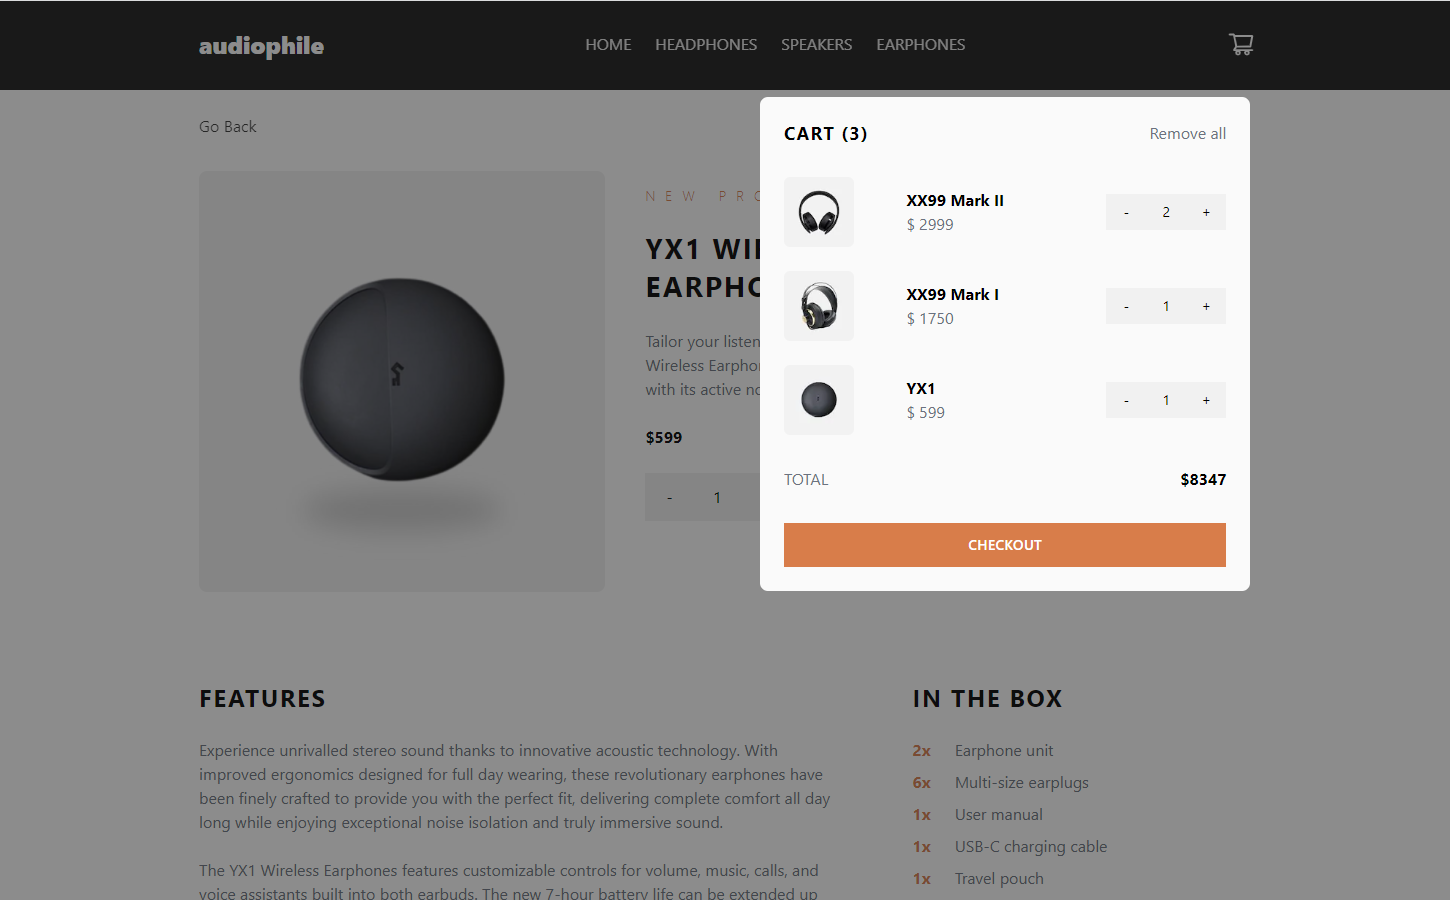 audiophile
HOME HEADPHONES SPEAKERS EARPHONES
Go Back
NEW
YX1
Tailor your
Wireless
with its active
$599
- 1
CART (3)
Remove all
XX99 Mark II
$ 2999
- 2 +
XX99 Mark I
$ 1750
- 1 +
YX1
$ 599
- 1 +
TOTAL
$8347
CHECKOUT
FEATURES
Experience unrivalled stereo sound thanks to innovative acoustic technology. With
improved ergonomics designed for full day wearing, these revolutionary earphones have
been finely crafted to provide you with the perfect fit, delivering complete comfort all day
long while enjoying exceptional noise isolation and truly immersive sound.
The YX1 Wireless Earphones features customizable controls for volume, music, calls, and
voice assistants built into both earbuds. The new 7-hour battery life can be extended up
IN THE BOX
2x Earphone unit
6x Multi-size earplugs
1x User manual
1x USB-C charging cable
1x Travel pouch